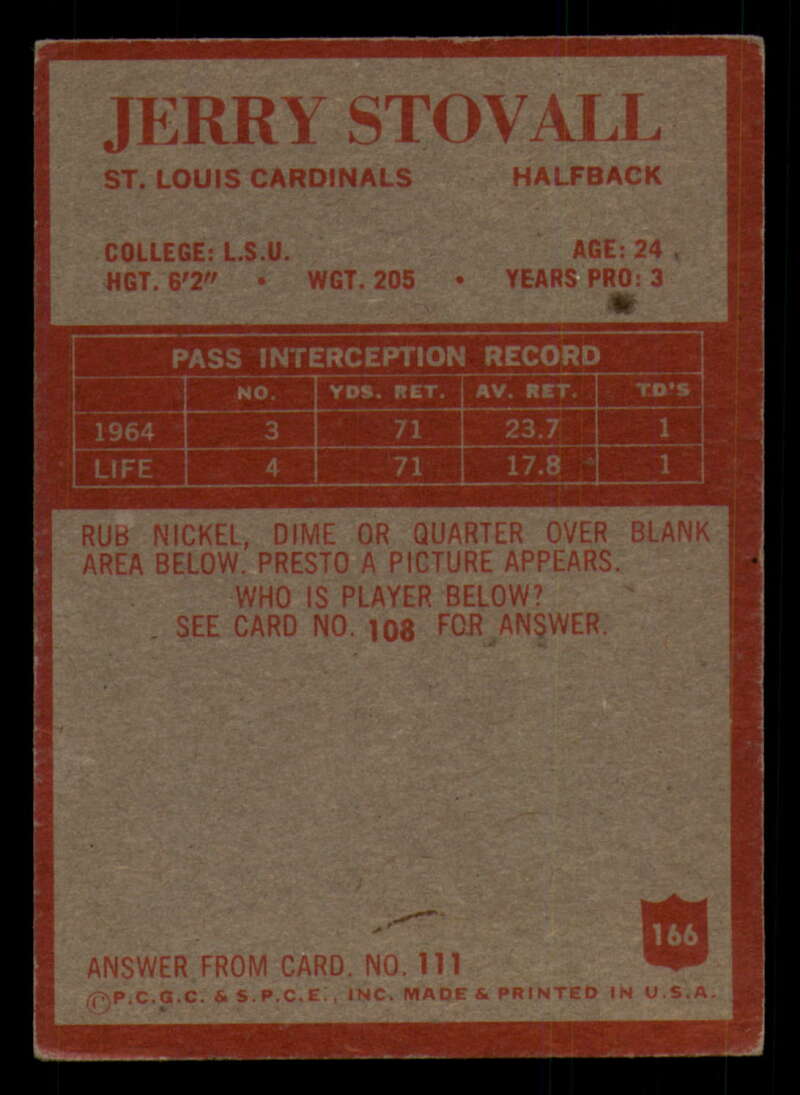 JERRY STOVALL
ST. LOUIS CARDINALS HALFBACK
COLLEGE: L.S.U. AGE: 24
HGT. 6'2" • WGT. 205 • YEARS PRO: 3
PASS INTERCEPTION RECORD
NO. YDS. RET. AV. RET. TD'S
1964 3 71 23.7 1
LIFE 4 71 17.8 1
RUB NICKEL, DIME OR QUARTER OVER BLANK
AREA BELOW. PRESTO A PICTURE APPEARS.
WHO IS PLAYER BELOW?
SEE CARD NO. 108 FOR ANSWER.
166
ANSWER FROM CARD. NO. 111
©P.C.G.C. & S.P.C.E., INC. MADE & PRINTED IN U.S.A.